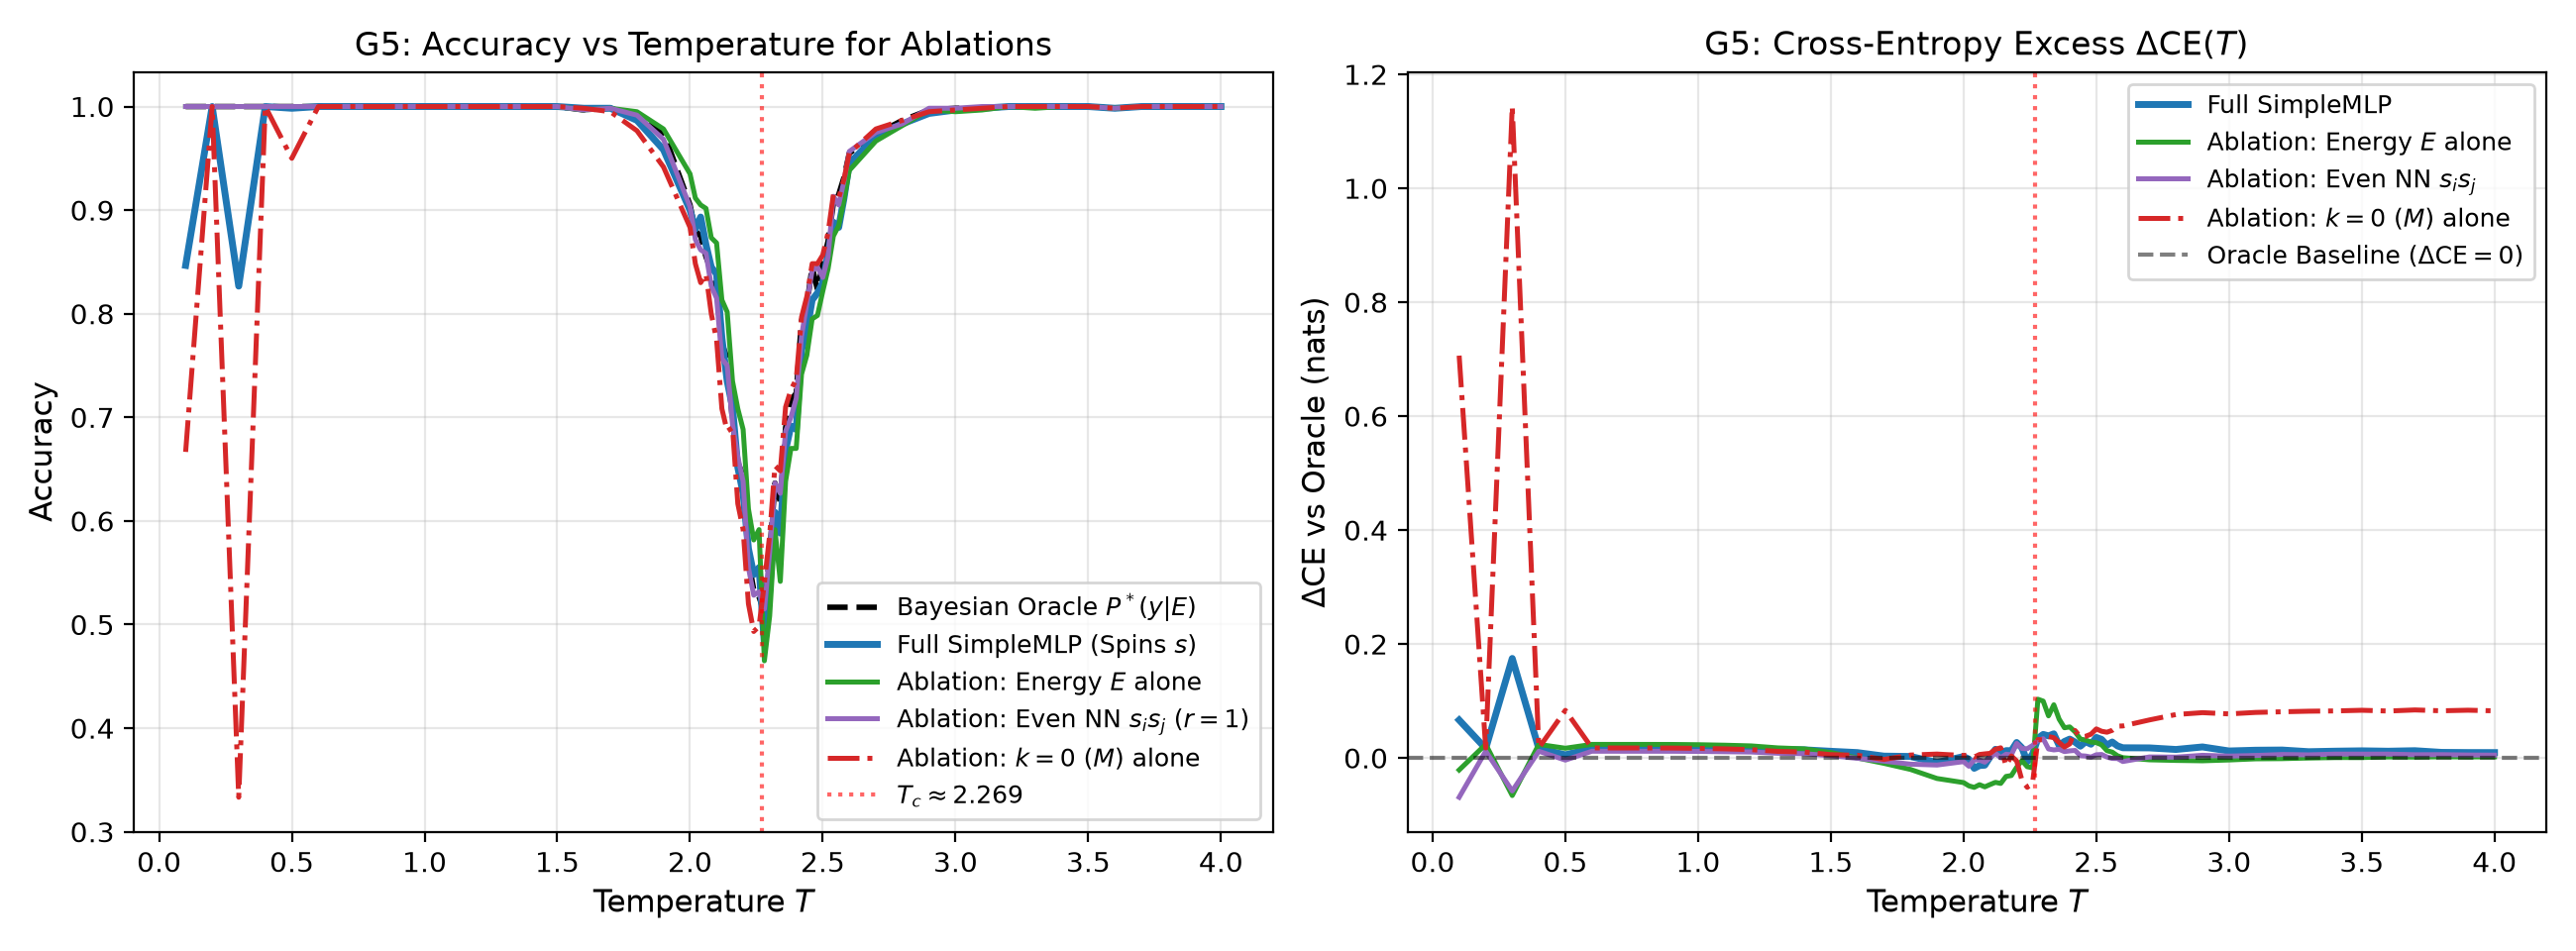 G5: Accuracy vs Temperature for Ablations
Accuracy
1.0
0.9
0.8
0.7
0.6
0.5
0.4
0.3
0.0 0.5 1.0 1.5 2.0 2.5 3.0 3.5 4.0
Temperature T
Bayesian Oracle P*(y|E)
Full SimpleMLP (Spins s)
Ablation: Energy E alone
Ablation: Even NN sᵢsⱼ (r = 1)
Ablation: k = 0 (M) alone
T_c ≈ 2.269
G5: Cross-Entropy Excess ΔCE(T)
ΔCE vs Oracle (nats)
1.2
1.0
0.8
0.6
0.4
0.2
0.0
0.0 0.5 1.0 1.5 2.0 2.5 3.0 3.5 4.0
Temperature T
Full SimpleMLP
Ablation: Energy E alone
Ablation: Even NN sᵢsⱼ
Ablation: k = 0 (M) alone
Oracle Baseline (ΔCE = 0)